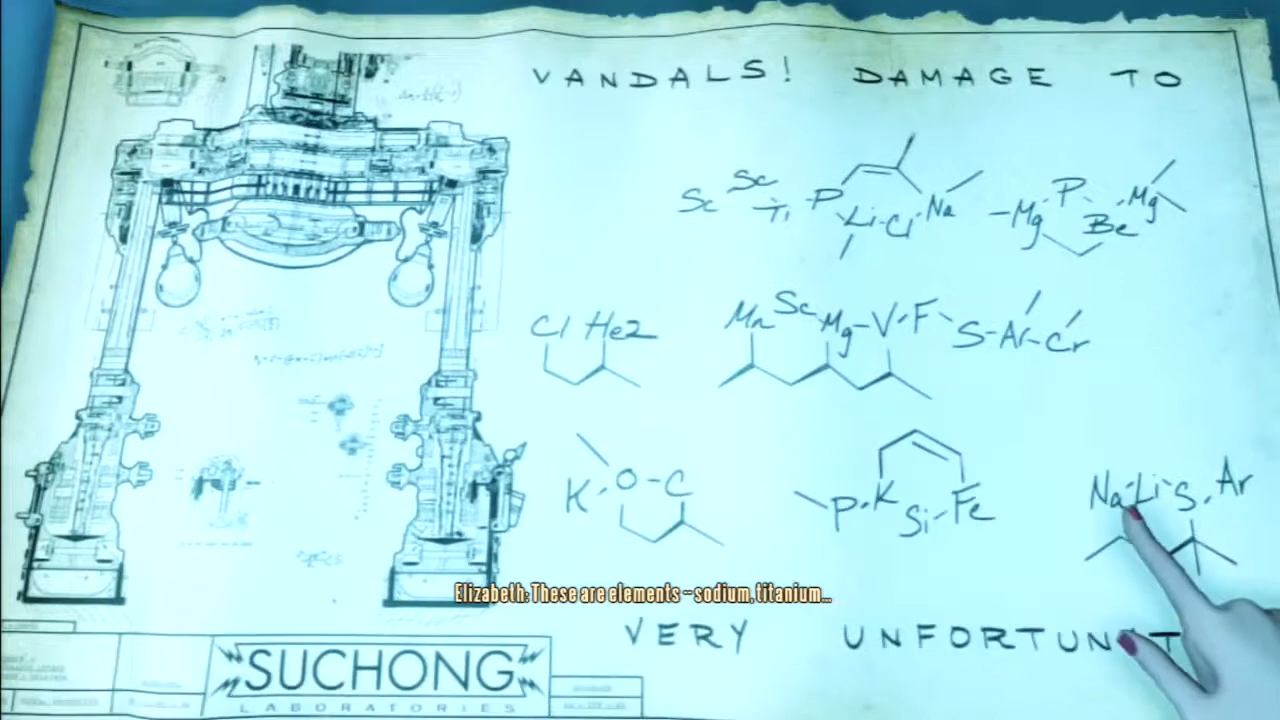 VANDALS! DAMAGE TO
Sc Sc Ti P Li Cl Na Mg P Be Mg
Cl He2 Mn Sc Mg V F S Ar Cr
K O C P K Si Fe Na Li S Ar
Elizabeth: These are elements - sodium, titanium...
VERY UNFORTUN T
SUCHONG
LABORATORIES